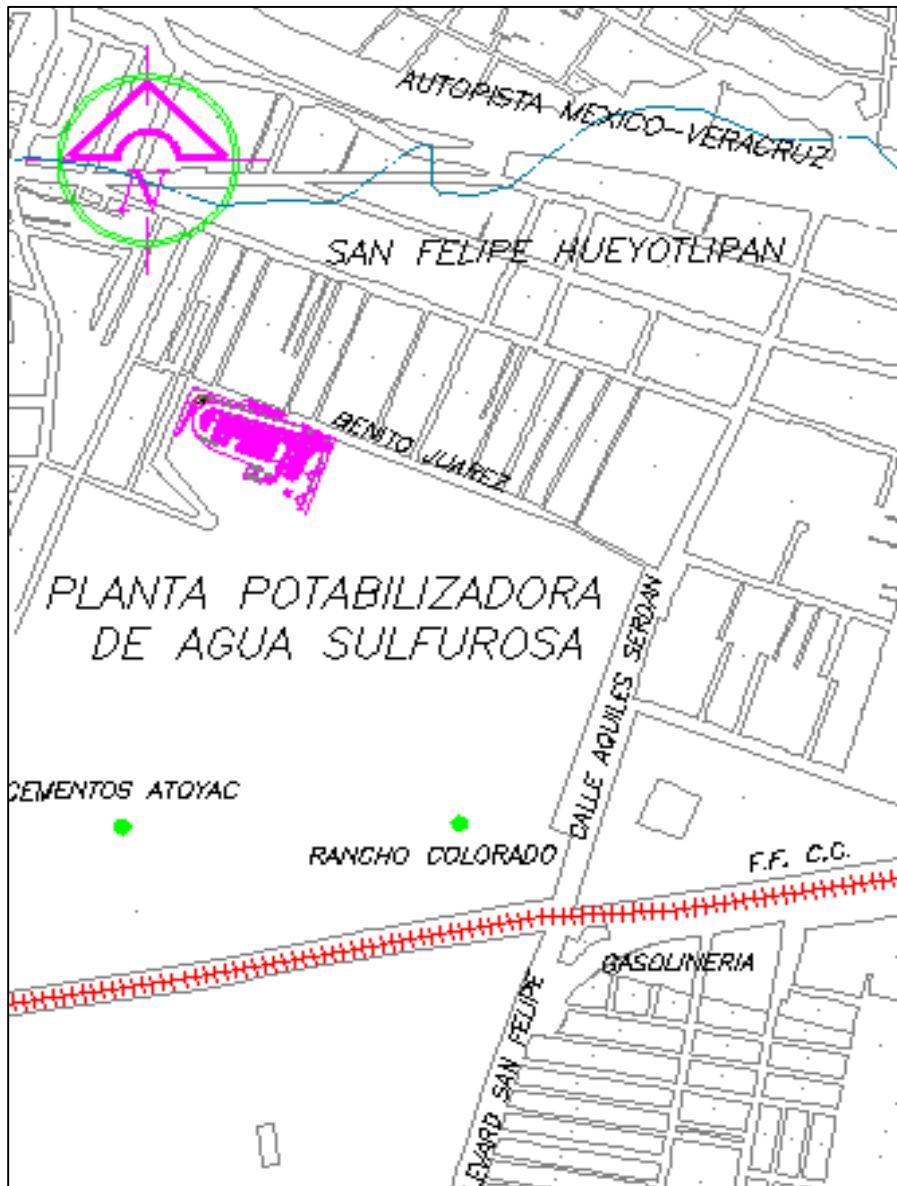 AUTOPISTA MEXICO-VERACRUZ
N
SAN FELIPE HUEYOTLIPAN
BENITO JUAREZ
PLANTA POTABILIZADORA
DE AGUA SULFUROSA
CALLE AQUILES SERDAN
CEMENTOS ATOYAC
RANCHO COLORADO
F.F. C.C.
GASOLINERIA
LEVARD SAN FELIPE